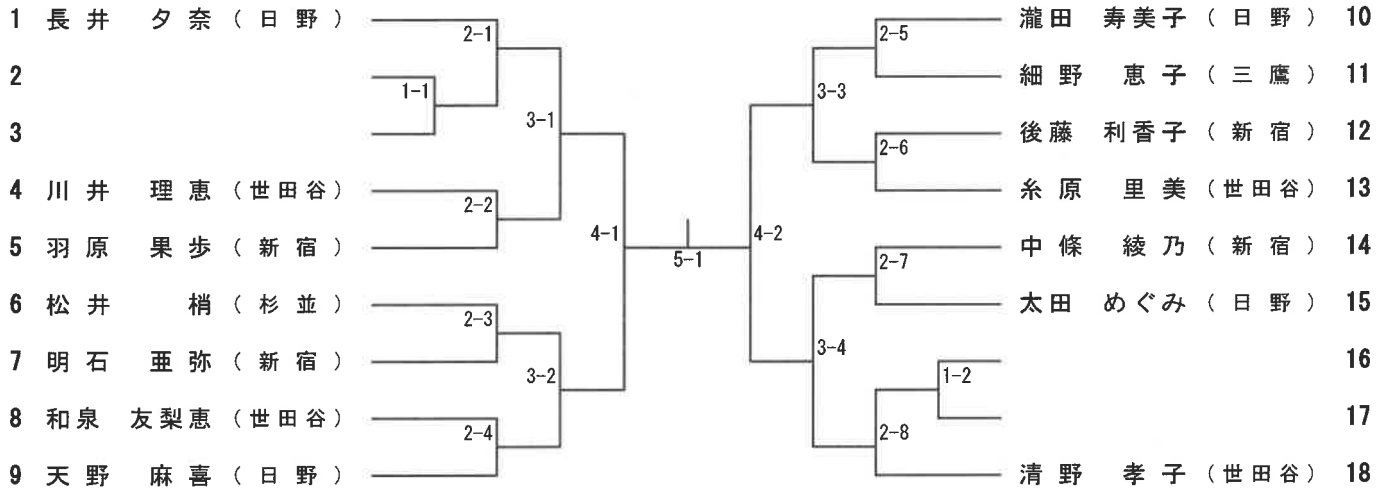 1 長井 夕奈 (日野)
2-1
2
1-1
3
3-1
4 川井 理恵 (世田谷)
2-2
5 羽原 果歩 (新宿)
4-1
6 松井 梢 (杉並)
2-3
7 明石 亜弥 (新宿)
3-2
8 和泉 友梨恵 (世田谷)
2-4
9 天野 麻喜 (日野)
5-1
瀧田 寿美子 (日野) 10
2-5
細野 恵子 (三鷹) 11
3-3
後藤 利香子 (新宿) 12
2-6
糸原 里美 (世田谷) 13
4-2
中條 綾乃 (新宿) 14
2-7
太田 めぐみ (日野) 15
3-4
16
1-2
17
2-8
清野 孝子 (世田谷) 18